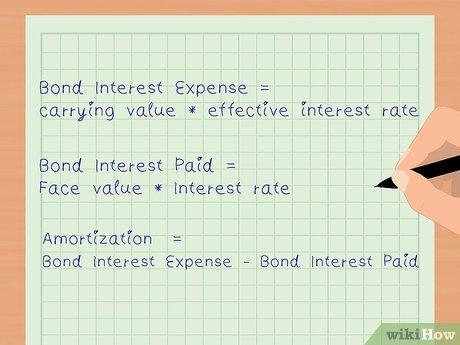 Bond Interest Expense =
carrying value * effective interest rate
Bond Interest Paid =
Face value * Interest rate
Amortization =
Bond Interest Expense - Bond Interest Paid
wikiHow